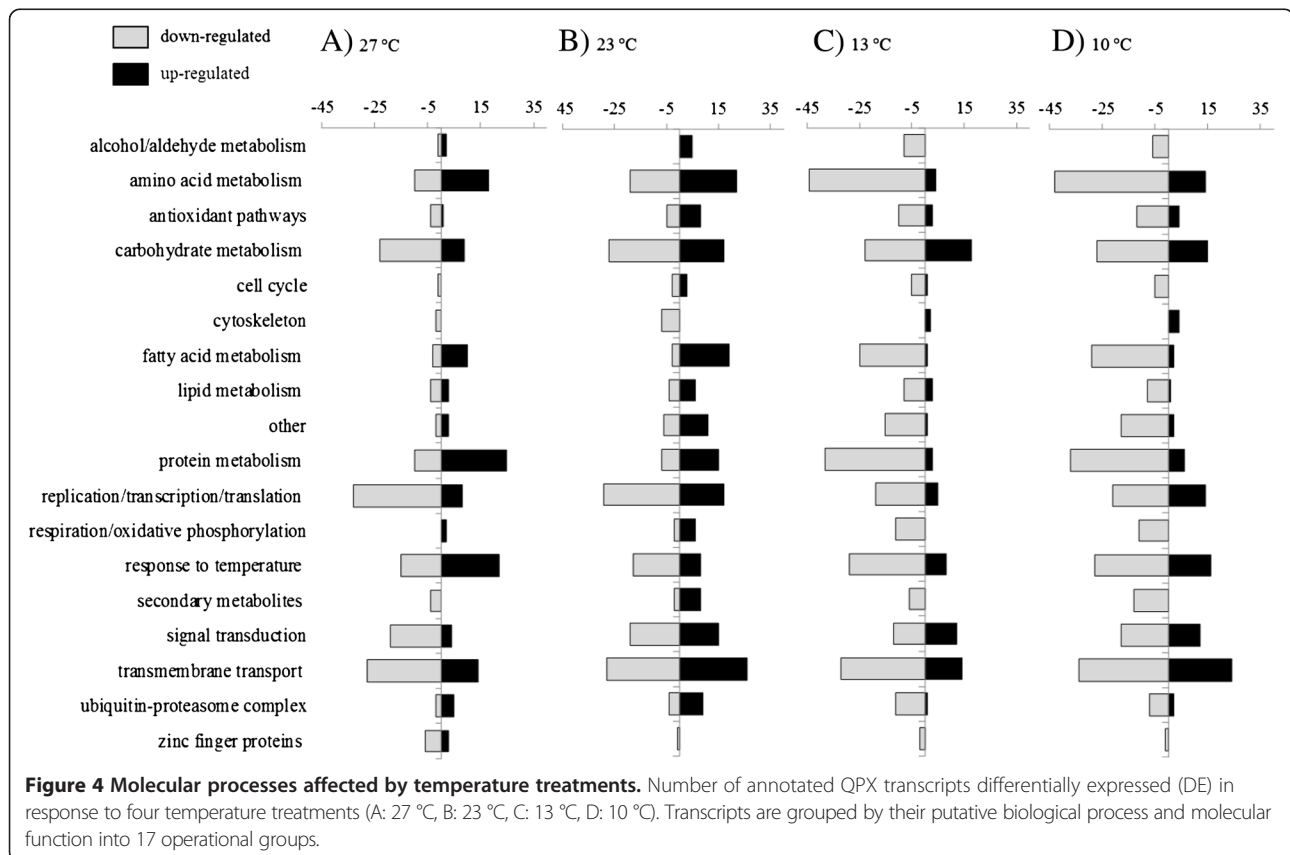 down-regulated
up-regulated
A) 27 °C
B) 23 °C
C) 13 °C
D) 10 °C
-45 -25 -5 15 35
45 -25 -5 15 35
-45 -25 -5 15 35
-45 -25 -5 15 35
alcohol/aldehyde metabolism
amino acid metabolism
antioxidant pathways
carbohydrate metabolism
cell cycle
cytoskeleton
fatty acid metabolism
lipid metabolism
other
protein metabolism
replication/transcription/translation
respiration/oxidative phosphorylation
response to temperature
secondary metabolites
signal transduction
transmembrane transport
ubiquitin-proteasome complex
zinc finger proteins
Figure 4 Molecular processes affected by temperature treatments. Number of annotated QPX transcripts differentially expressed (DE) in
response to four temperature treatments (A: 27 °C, B: 23 °C, C: 13 °C, D: 10 °C). Transcripts are grouped by their putative biological process and molecular
function into 17 operational groups.